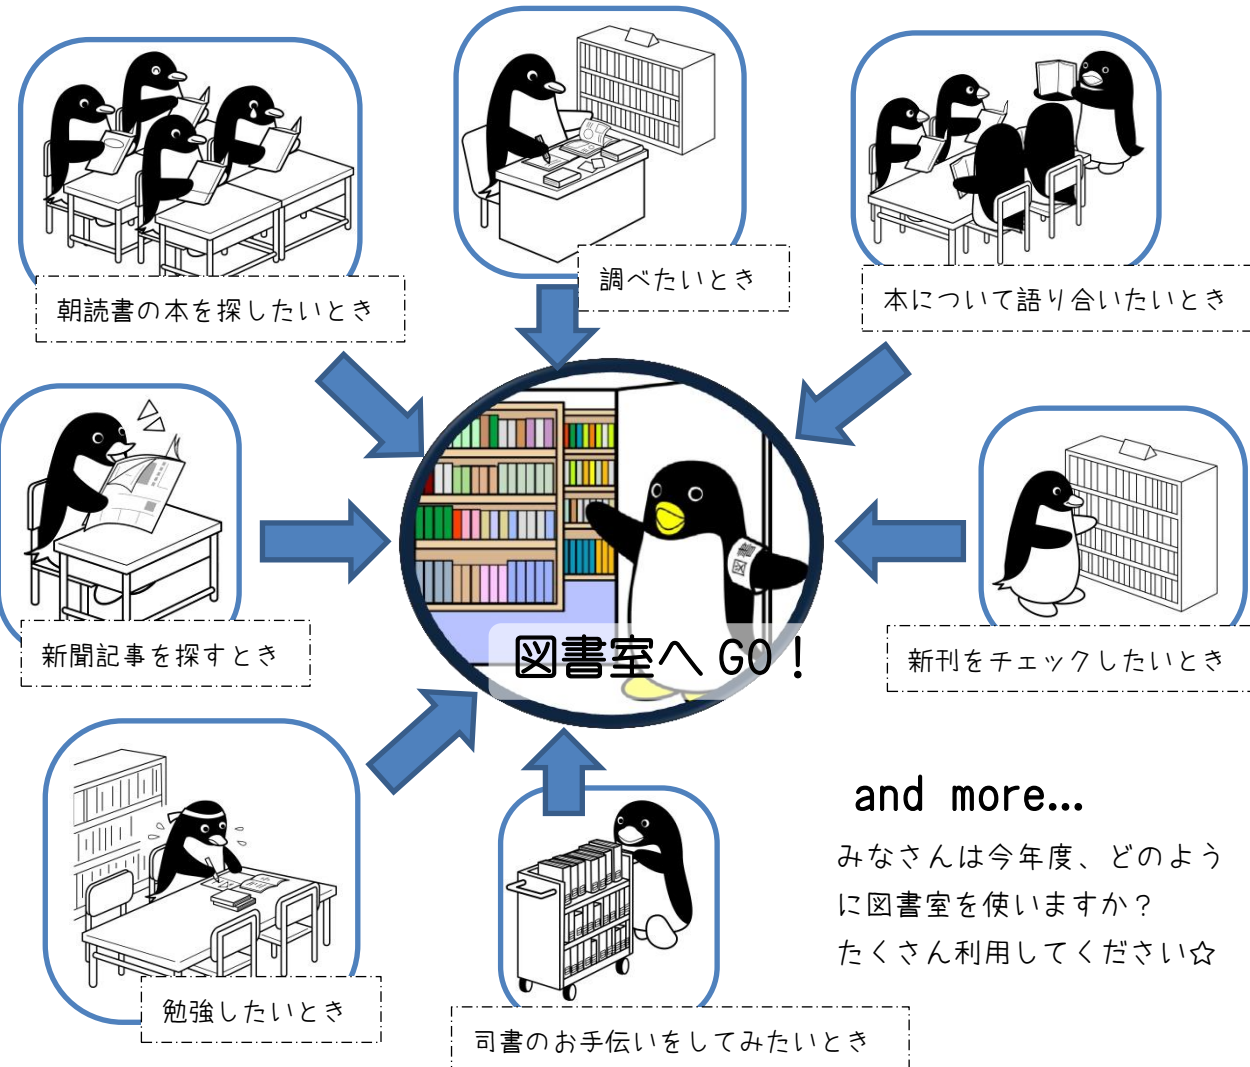 朝読書の本を探したいとき
調べたいとき
本について語り合いたいとき
新聞記事を探すとき
図書
図書室へGO!
新刊をチェックしたいとき
勉強したいとき
司書のお手伝いをしてみたいとき
and more...
みなさんは今年度、どのよう
に図書室を使いますか?
たくさん利用してください☆